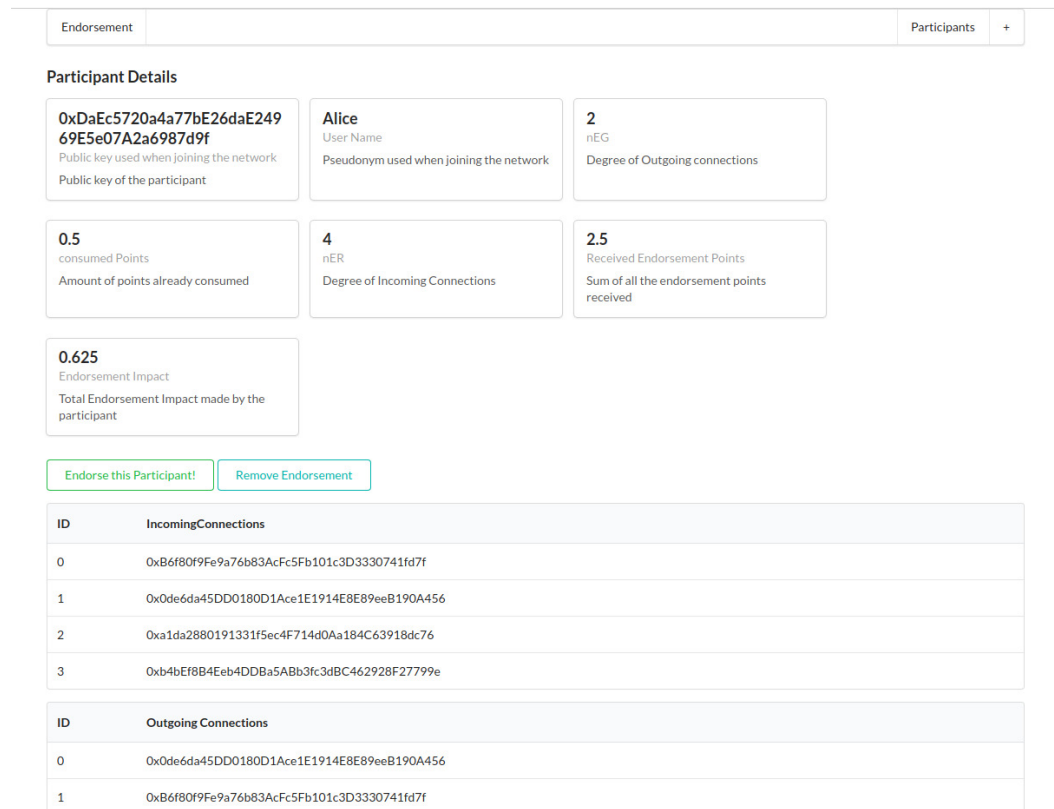 Endorsement
Participants
+
Participant Details
0xDaEc5720a4a77bE26daE249
69E5e07A2a6987d9f
Public key used when joining the network
Public key of the participant
Alice
User Name
Pseudonym used when joining the network
2
nEG
Degree of Outgoing connections
0.5
consumed Points
Amount of points already consumed
4
nER
Degree of Incoming Connections
2.5
Received Endorsement Points
Sum of all the endorsement points
received
0.625
Endorsement Impact
Total Endorsement Impact made by the
participant
Endorse this Participant!
Remove Endorsement
ID IncomingConnections
0 0xB6f80f9Fe9a76b83AcFc5Fb101c3D3330741fd7f
1 0x0de6da45DD0180D1Ace1E1914E8E89eeB190A456
2 0xa1da2880191331f5ec4F714d0Aa184C63918dc76
3 0xb4bEf8B4Eeb4DDBa5ABb3fc3dBC462928F27799e
ID Outgoing Connections
0 0x0de6da45DD0180D1Ace1E1914E8E89eeB190A456
1 0xB6f80f9Fe9a76b83AcFc5Fb101c3D3330741fd7f